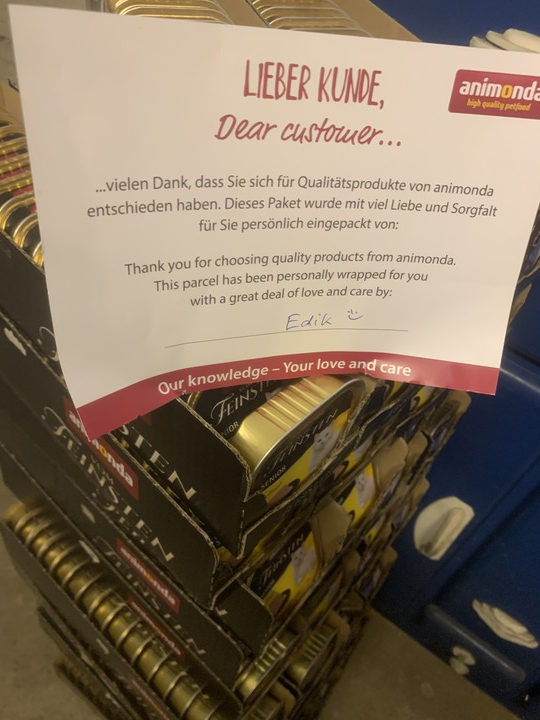 LIEBER KUNDE,
Dear customer...
animonda
high quality petfood
...vielen Dank, dass Sie sich für Qualitätsprodukte von animonda
entschieden haben. Dieses Paket wurde mit viel Liebe und Sorgfalt
für Sie persönlich eingepackt von:
Thank you for choosing quality products from animonda.
This parcel has been personally wrapped for you
with a great deal of love and care by:
Edik
Our knowledge – Your love and care
FEINSTEN
SENIOR
animonda
FEINSTEN
animonda